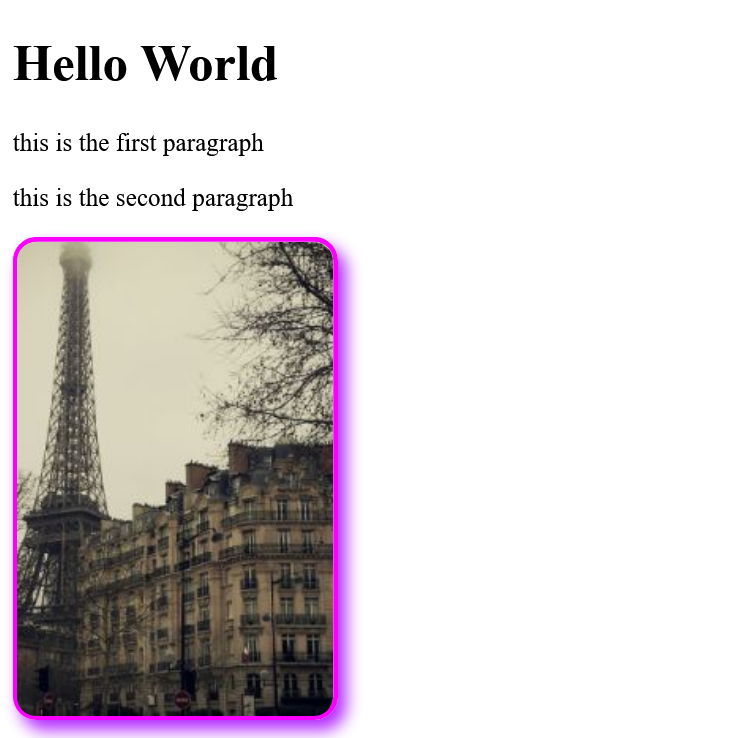 Hello World
this is the first paragraph
this is the second paragraph